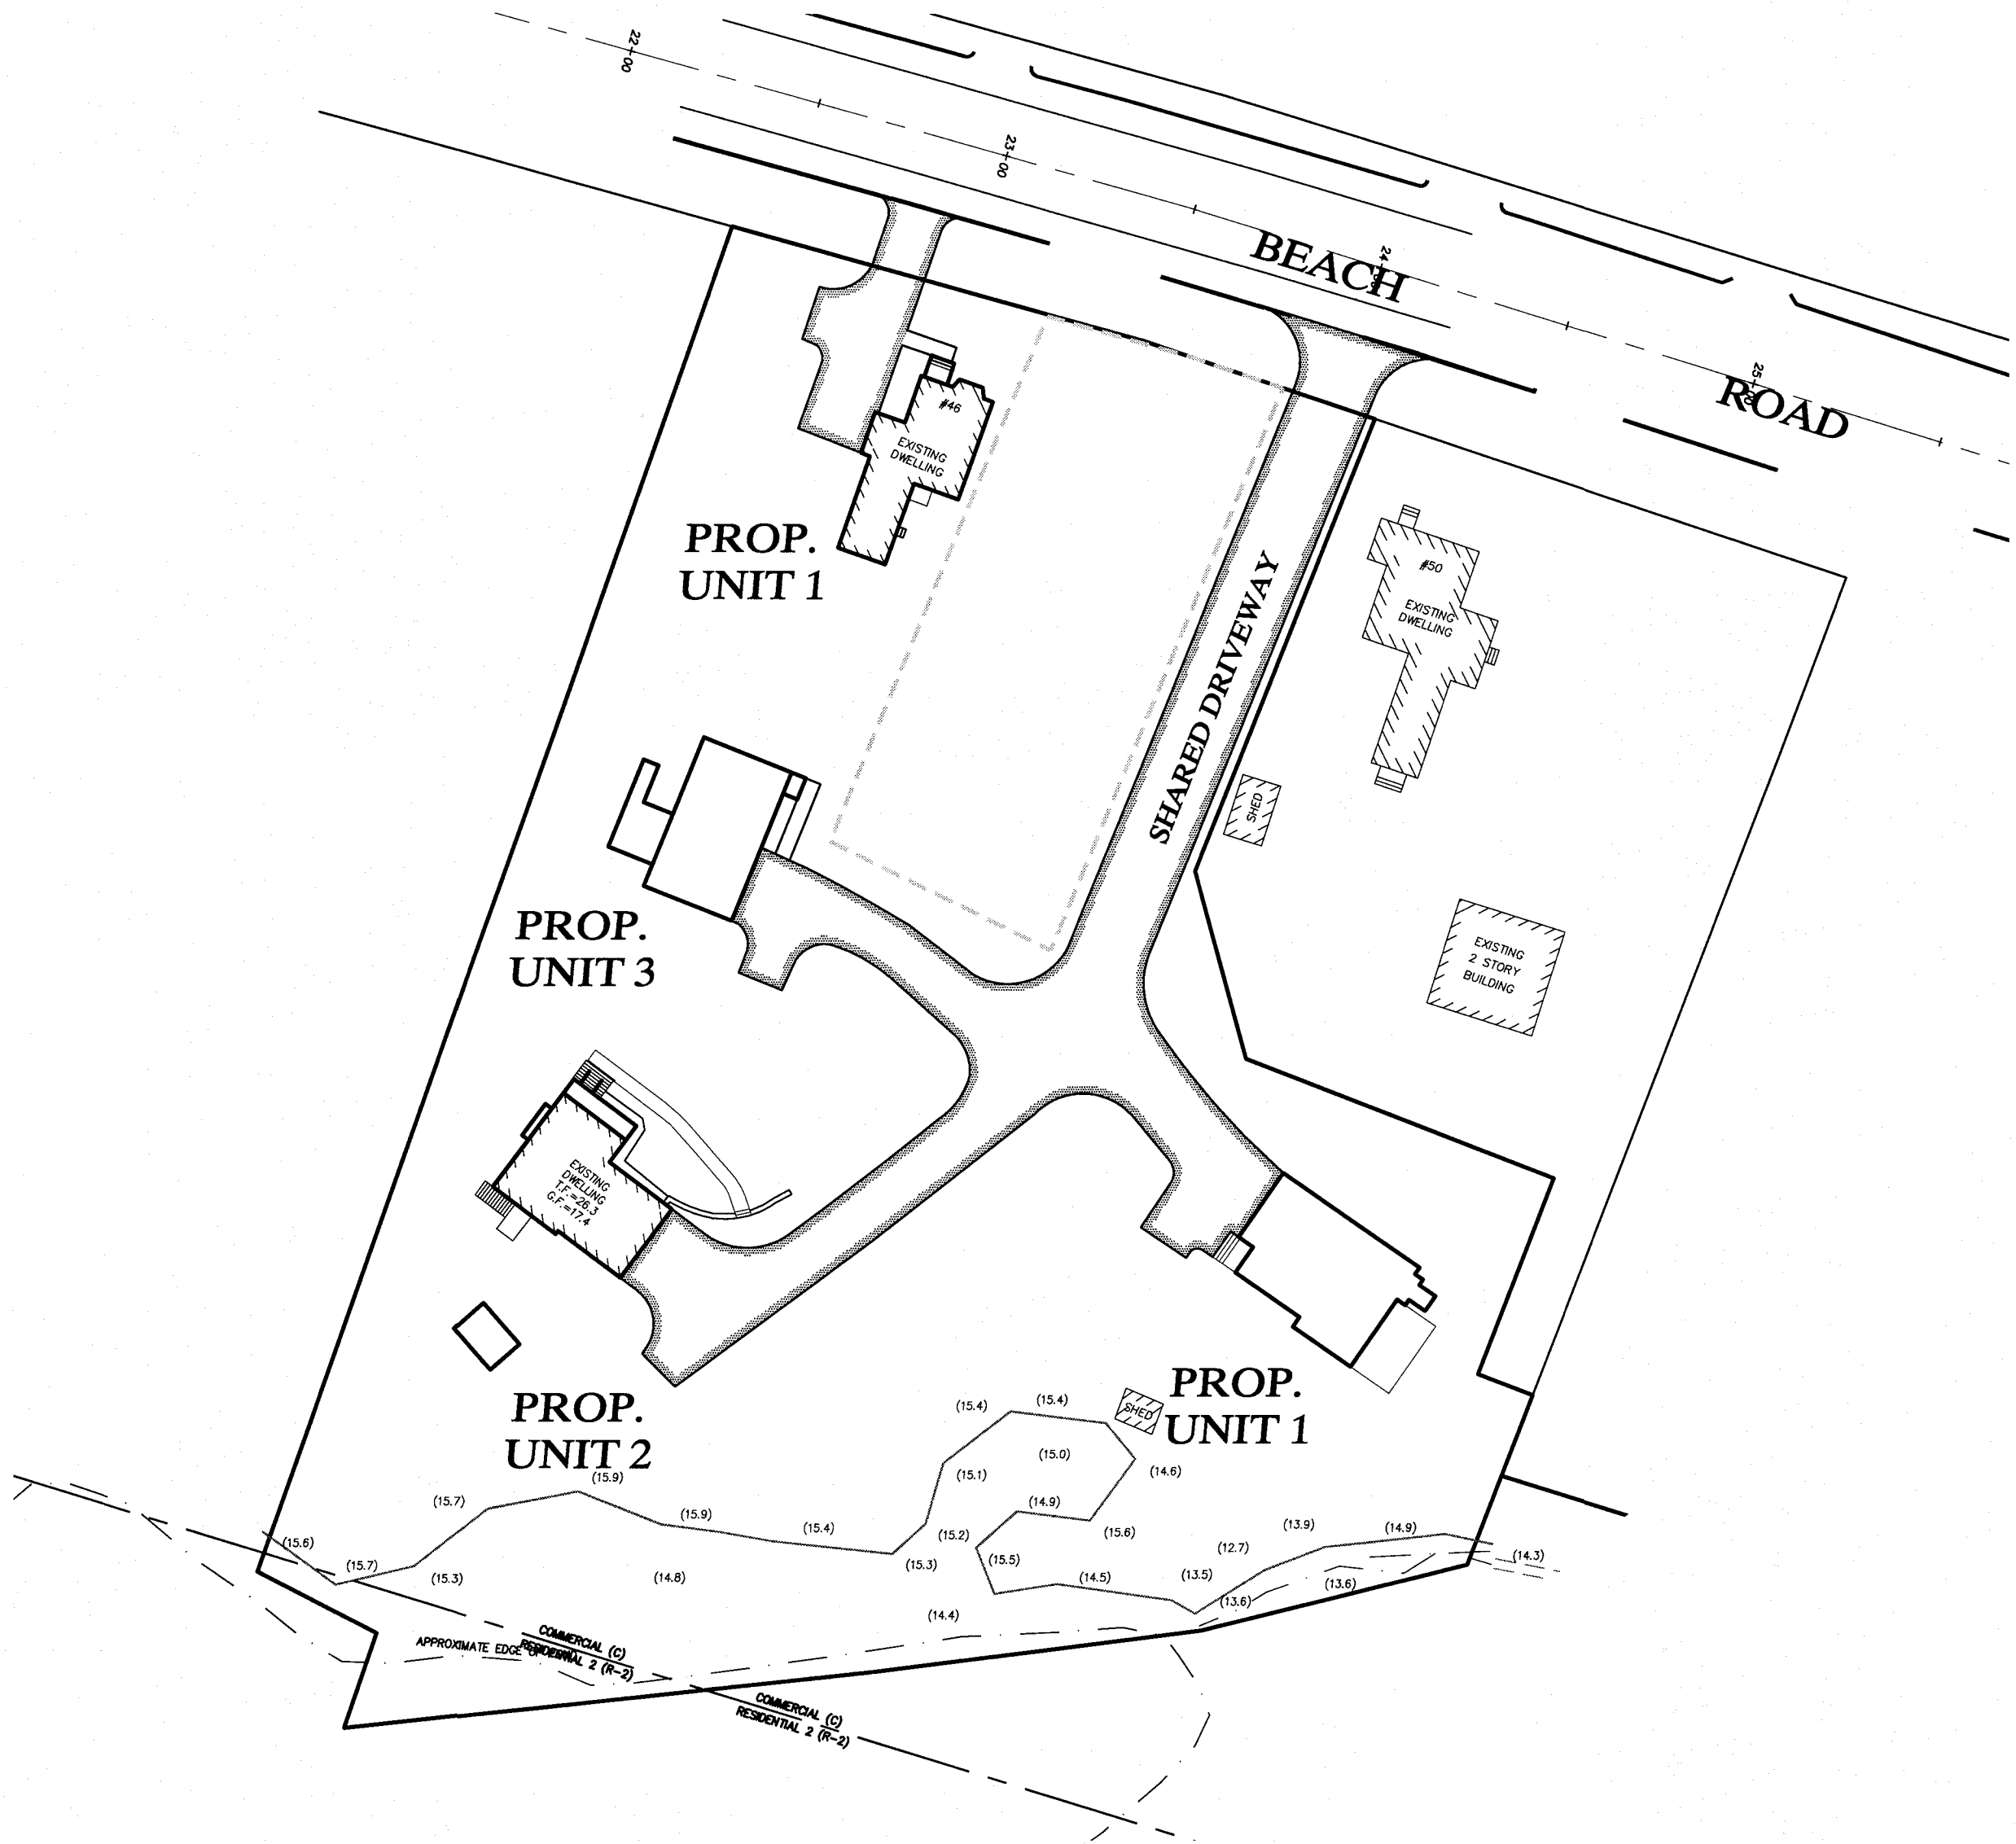 22+00
23+00
BEACH
24+00
25+00
ROAD
#46
EXISTING
DWELLING
PROP.
UNIT 1
#50
EXISTING
DWELLING
SHARED DRIVEWAY
SHED
PROP.
UNIT 3
EXISTING
2 STORY
BUILDING
EXISTING
DWELLING
T.F.=26.3
G.F.=17.4
PROP.
UNIT 2
PROP.
UNIT 1
SHED
(15.4)
(15.4)
(15.0)
(15.1)
(14.6)
(15.9)
(15.7)
(14.9)
(15.9)
(15.4)
(15.2)
(15.6)
(13.9)
(14.9)
(15.6)
(15.7)
(15.3)
(14.8)
(15.3)
(15.5)
(14.5)
(12.7)
(13.5)
(14.3)
(13.6)
(13.6)
(14.4)
COMMERCIAL (C)
RESIDENTIAL 2 (R-2)
APPROXIMATE EDGE
COMMERCIAL (C)
RESIDENTIAL 2 (R-2)